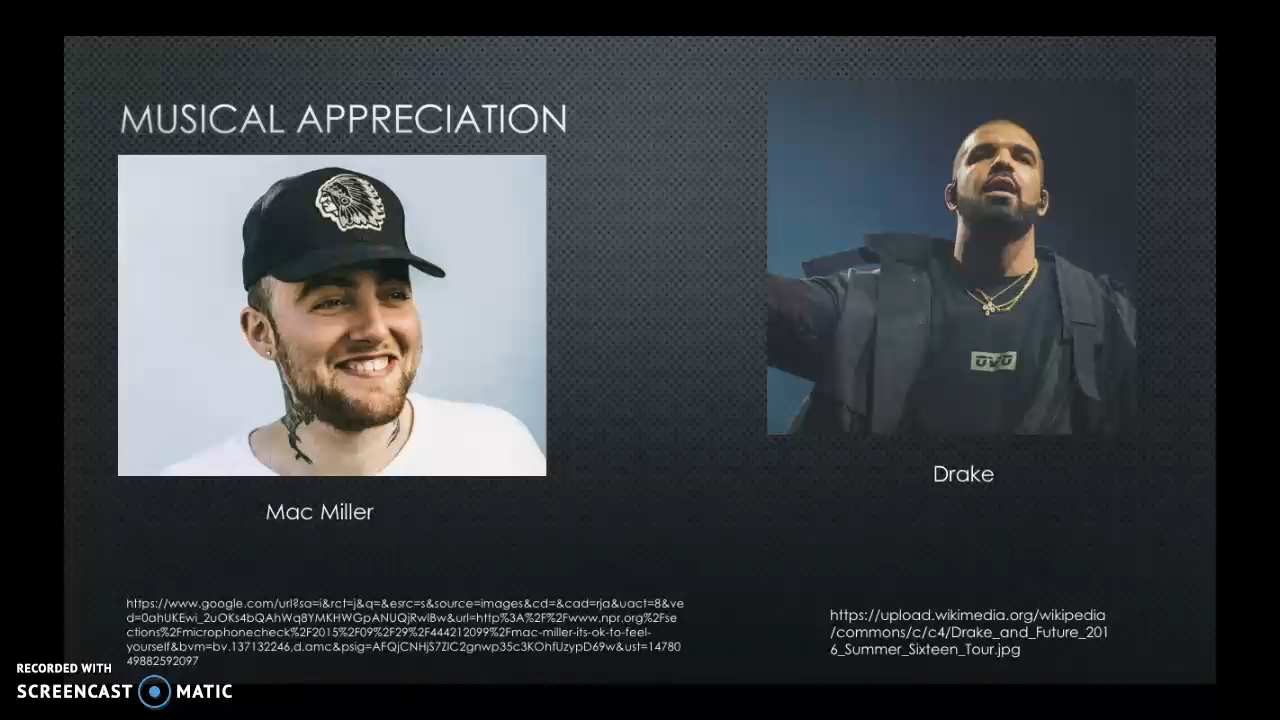 MUSICAL APPRECIATION
OVO
Mac Miller
Drake
https://www.google.com/url?sa=i&rct=j&q=&esrc=s&source=images&cd=&cad=rja&uact=8&ve
d=0ahUKEwi_2uOKs4bQAhWq8YMKHWGpANUQjRwIBw&url=http%3A%2F%2Fwww.npr.org%2Fse
ctions%2Fmicrophonecheck%2F2015%2F09%2F29%2F444212099%2Fmac-miller-its-ok-to-feel-
yourself&bvm=bv.137132246,d.amc&psig=AFQjCNHjS7ZIC2gnwp35c3KOhfUzypD69w&ust=14780
49882592097
https://upload.wikimedia.org/wikipedia
/commons/c/c4/Drake_and_Future_201
6_Summer_Sixteen_Tour.jpg
RECORDED WITH
SCREENCAST MATIC